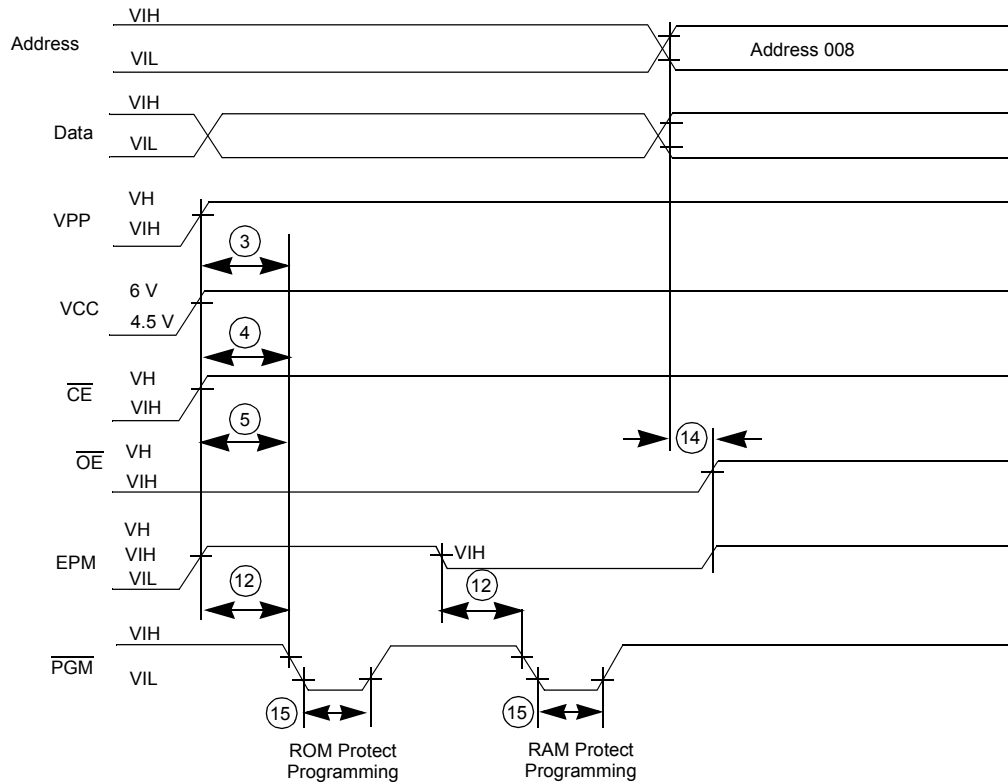 VIH
Address
VIL
Address 008
VIH
Data
VIL
VH
VPP
VIH
3
6 V
VCC
4.5 V
4
VH
CE
VIH
5
14
VH
OE
VIH
VH
VIH
VIH
EPM
VIL
12
12
VIH
PGM
VIL
15
15
ROM Protect
Programming
RAM Protect
Programming